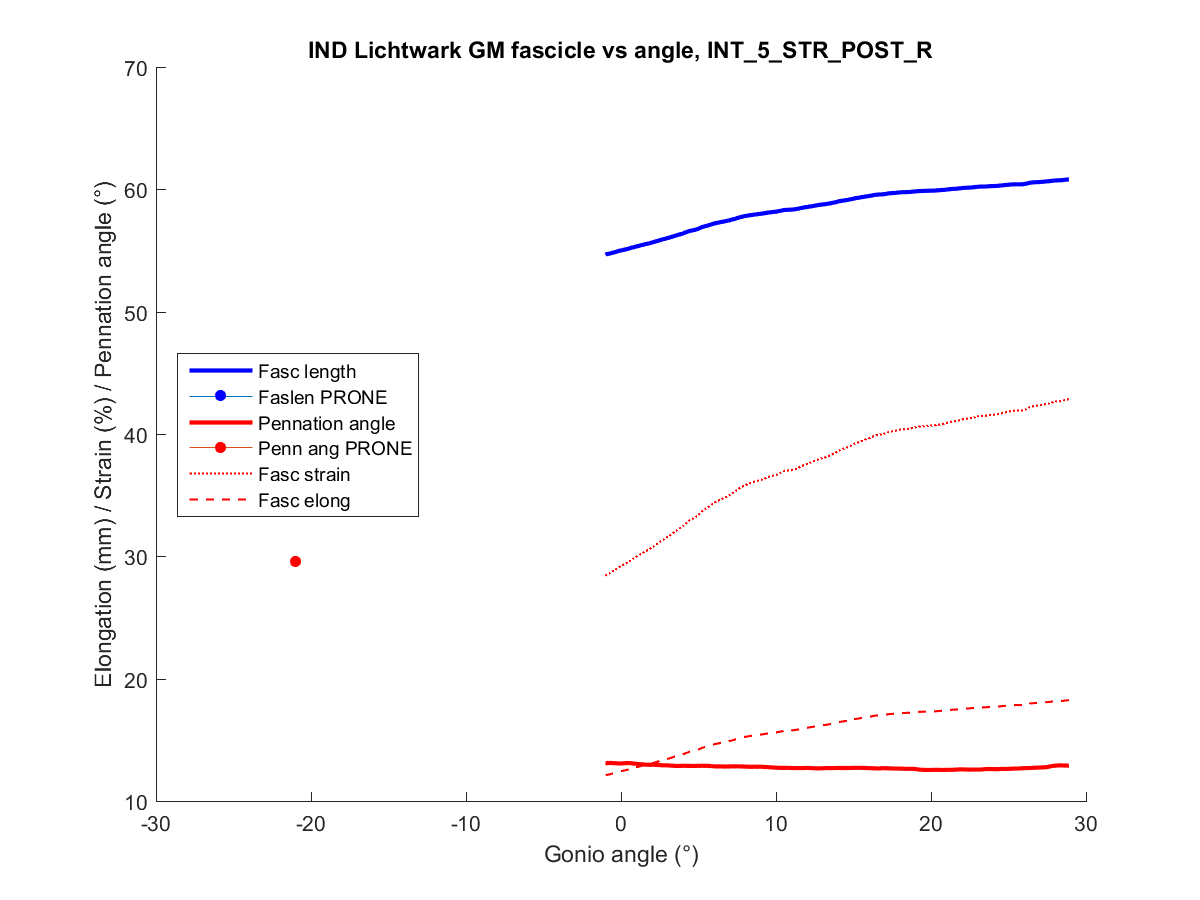 IND Lichtwark GM fascicle vs angle, INT_5_STR_POST_R
Elongation (mm) / Strain (%) / Pennation angle (°)
70
60
50
40
30
20
10
Fasc length
Faslen PRONE
Pennation angle
Penn ang PRONE
Fasc strain
Fasc elong
-30 -20 -10 0 10 20 30
Gonio angle (°)